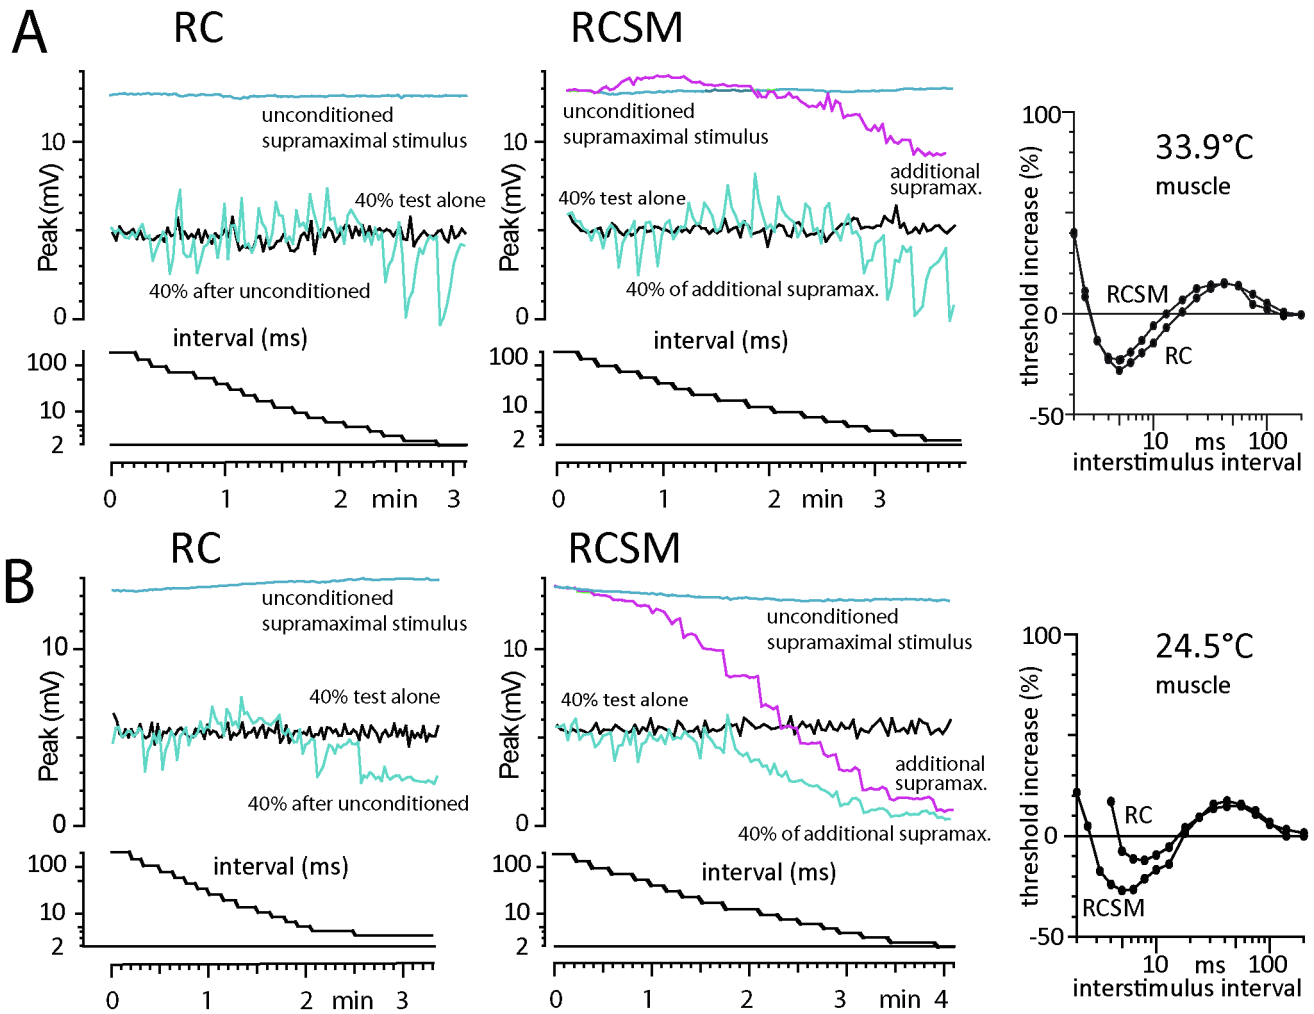 A
RC
RCSM
10
0
Peak (mV)
unconditioned
supramaximal stimulus
40% test alone
40% after unconditioned
interval (ms)
100
10
2
0
1
2
min
3
10
0
Peak (mV)
unconditioned
supramaximal stimulus
additional
supramax.
40% test alone
40% of additional supramax.
interval (ms)
100
10
2
0
1
2
min
3
100
0
-50
threshold increase (%)
33.9°C
muscle
RCSM
RC
10
ms
100
interstimulus interval
B
RC
RCSM
10
0
Peak (mV)
unconditioned
supramaximal stimulus
40% test alone
40% after unconditioned
interval (ms)
100
10
2
0
1
2
min
3
10
0
Peak (mV)
unconditioned
supramaximal stimulus
40% test alone
additional
supramax.
40% of additional supramax.
interval (ms)
100
10
2
0
1
2
3
min
4
100
0
-50
threshold increase (%)
24.5°C
muscle
RC
RCSM
10
ms
100
interstimulus interval